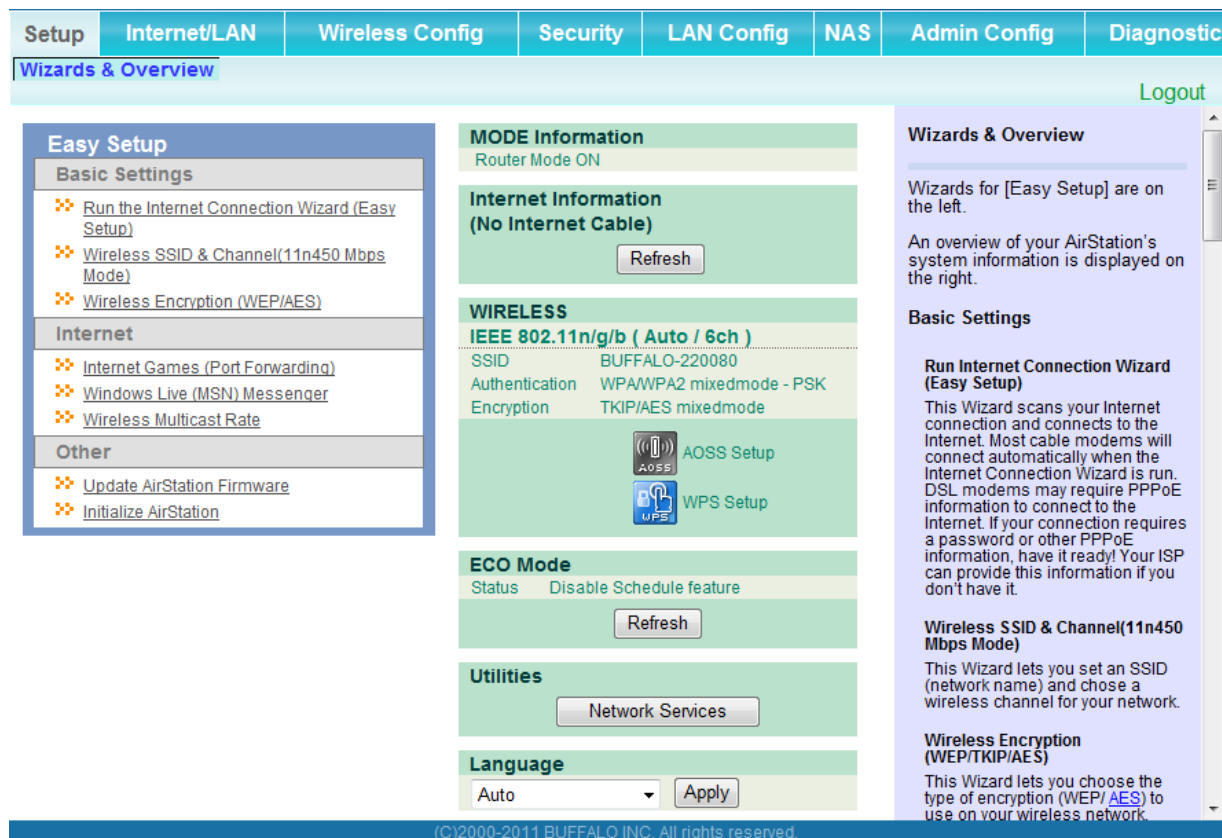 Setup
Internet/LAN
Wireless Config
Security
LAN Config
NAS
Admin Config
Diagnostic
Wizards & Overview
Logout
Easy Setup
Basic Settings
Run the Internet Connection Wizard (Easy
Setup)
Wireless SSID & Channel(11n450 Mbps
Mode)
Wireless Encryption (WEP/AES)
Internet
Internet Games (Port Forwarding)
Windows Live (MSN) Messenger
Wireless Multicast Rate
Other
Update AirStation Firmware
Initialize AirStation
MODE Information
Router Mode ON
Internet Information
(No Internet Cable)
Refresh
WIRELESS
IEEE 802.11n/g/b ( Auto / 6ch )
SSID BUFFALO-220080
Authentication WPA/WPA2 mixedmode - PSK
Encryption TKIP/AES mixedmode
AOSS
AOSS Setup
WPS
WPS Setup
ECO Mode
Status Disable Schedule feature
Refresh
Utilities
Network Services
Language
Auto
Apply
Wizards & Overview
Wizards for [Easy Setup] are on
the left.
An overview of your AirStation's
system information is displayed on
the right.
Basic Settings
Run Internet Connection Wizard
(Easy Setup)
This Wizard scans your Internet
connection and connects to the
Internet. Most cable modems will
connect automatically when the
Internet Connection Wizard is run.
DSL modems may require PPPoE
information to connect to the
Internet. If your connection requires
a password or other PPPoE
information, have it ready! Your ISP
can provide this information if you
don't have it.
Wireless SSID & Channel(11n450
Mbps Mode)
This Wizard lets you set an SSID
(network name) and chose a
wireless channel for your network.
Wireless Encryption
(WEP/TKIP/AES)
This Wizard lets you choose the
type of encryption (WEP/ AES) to
use on your wireless network.
(C)2000-2011 BUFFALO INC. All rights reserved.